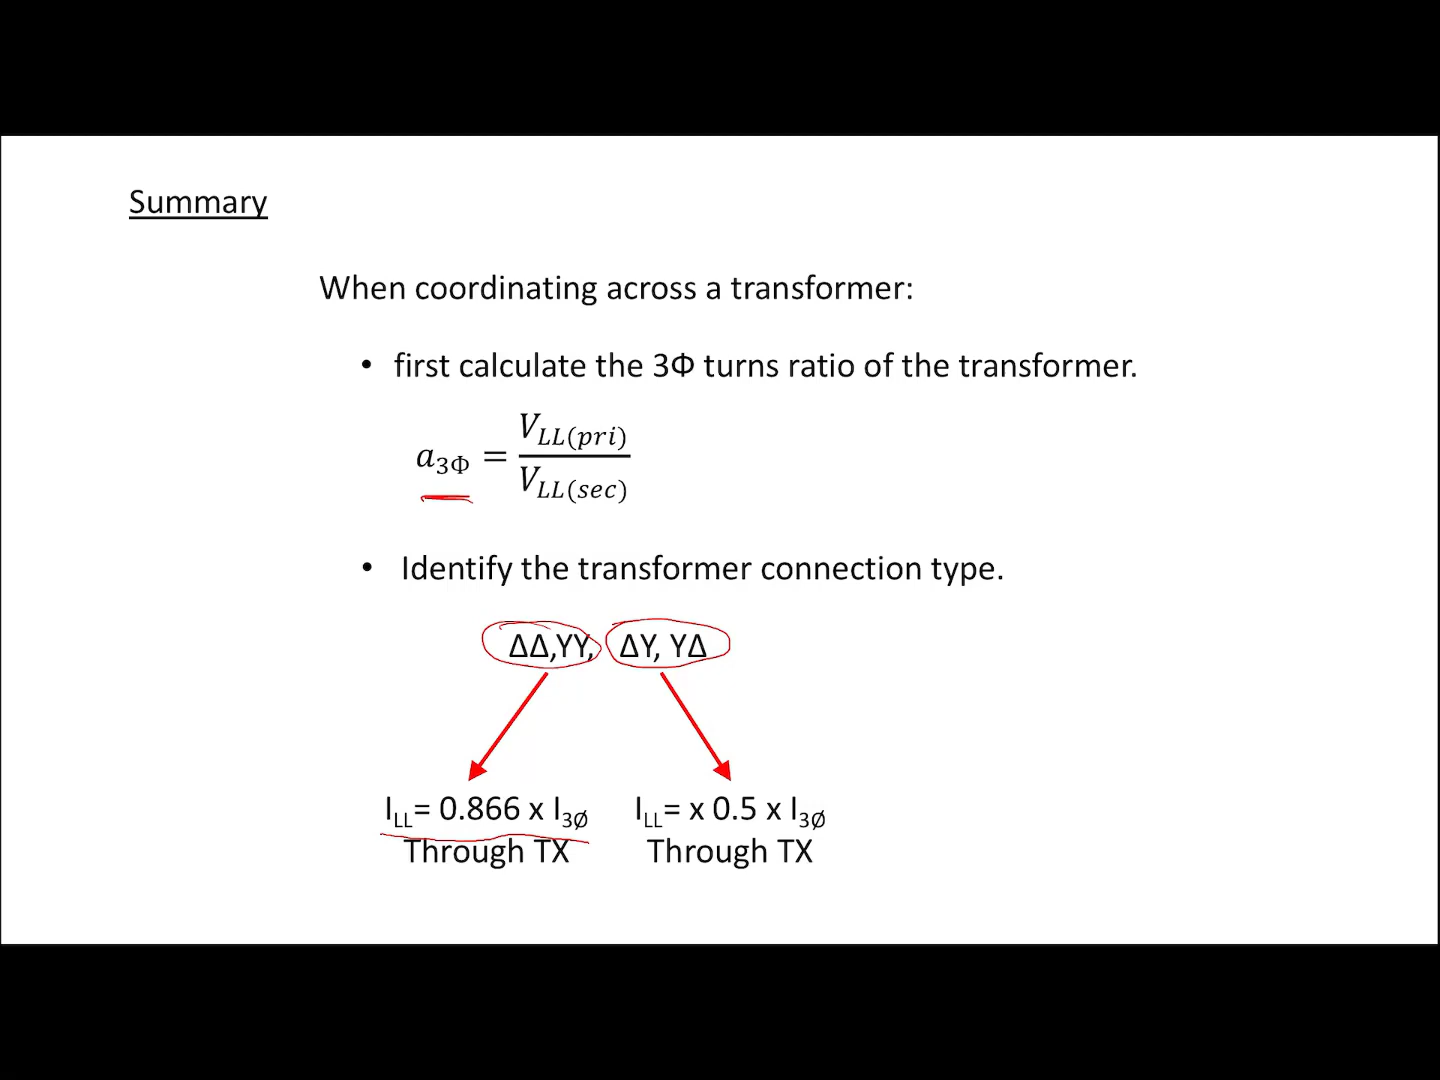 Summary
When coordinating across a transformer:
• first calculate the 3Φ turns ratio of the transformer.
a3Φ = VLL(pri) / VLL(sec)
• Identify the transformer connection type.
ΔΔ,YY, ΔY, YΔ
ILL= 0.866 x I3Ø ILL= x 0.5 x I3Ø
Through TX Through TX